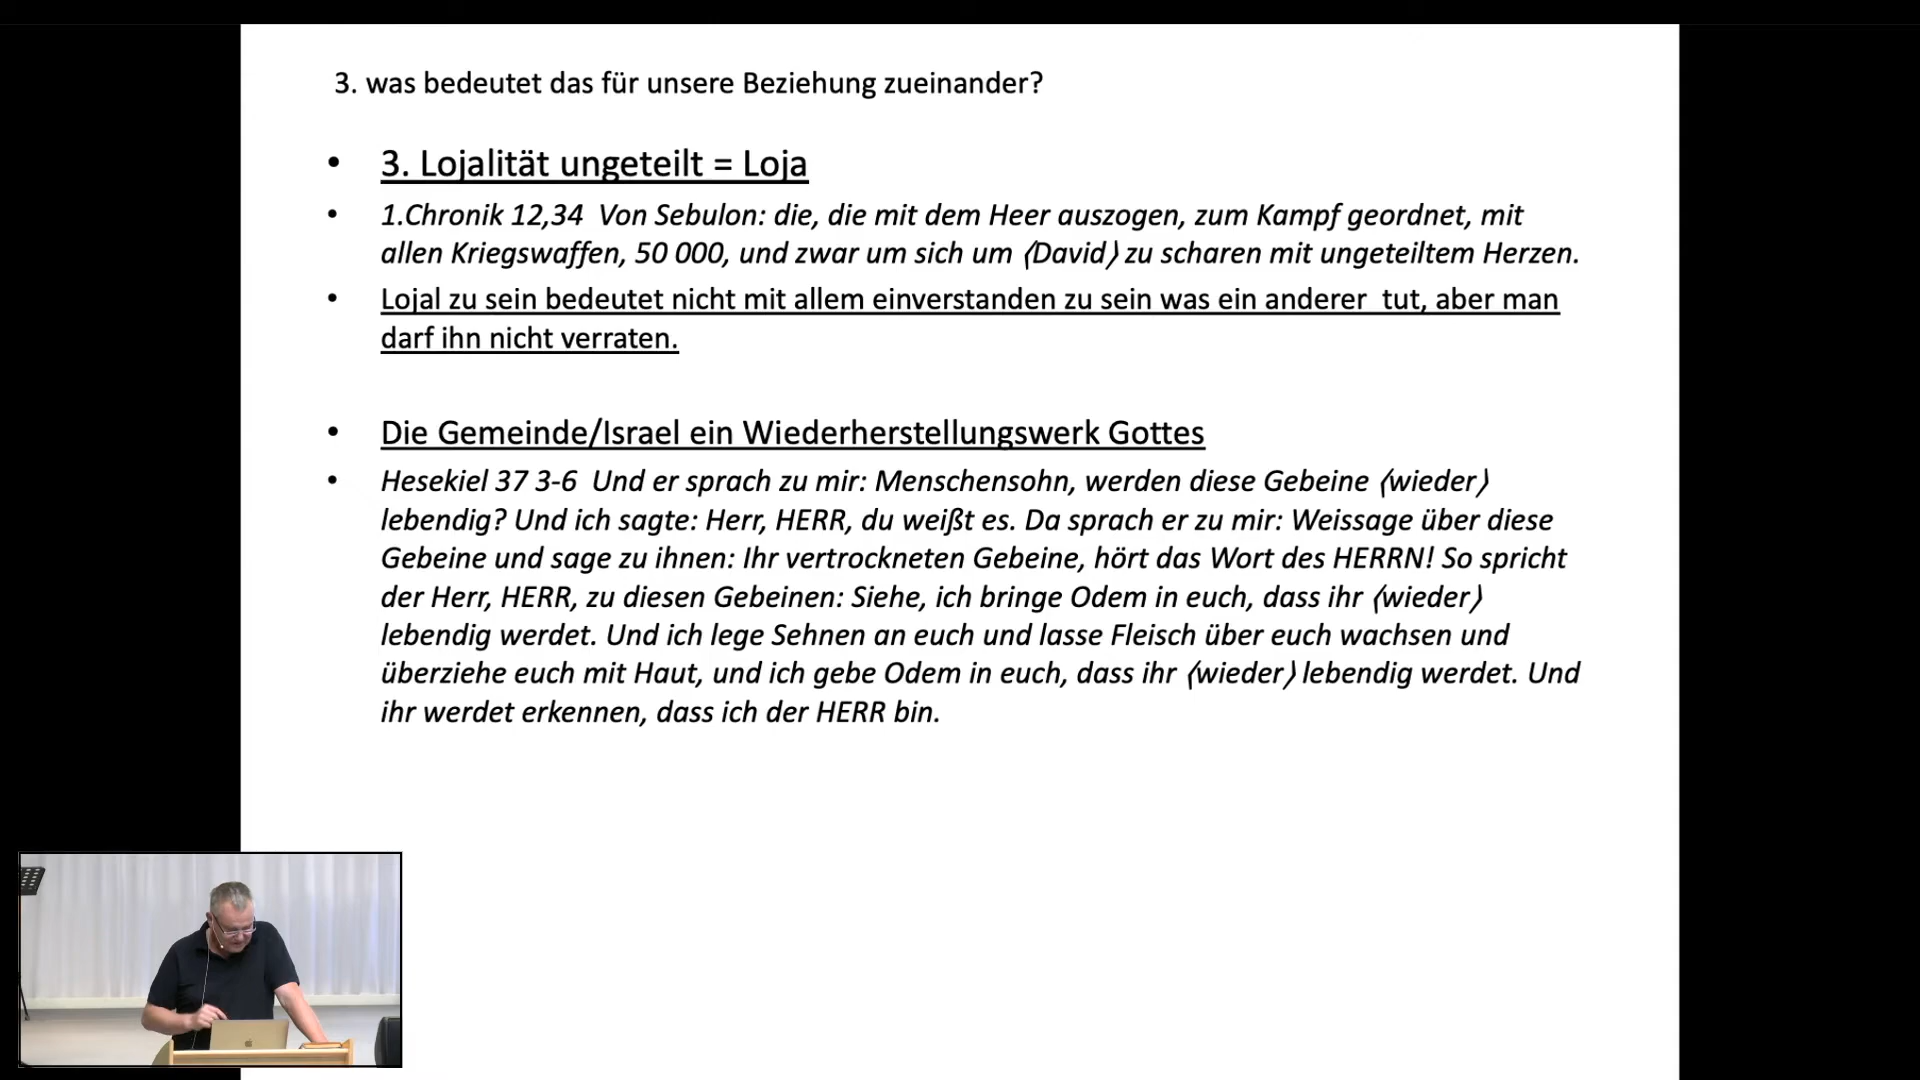 3. was bedeutet das für unsere Beziehung zueinander?
• 3. Lojalität ungeteilt = Loja
• 1.Chronik 12,34 Von Sebulon: die, die mit dem Heer auszogen, zum Kampf geordnet, mit
allen Kriegswaffen, 50 000, und zwar um sich um ⟨David⟩ zu scharen mit ungeteiltem Herzen.
• Lojal zu sein bedeutet nicht mit allem einverstanden zu sein was ein anderer tut, aber man
darf ihn nicht verraten.
• Die Gemeinde/Israel ein Wiederherstellungswerk Gottes
• Hesekiel 37 3-6 Und er sprach zu mir: Menschensohn, werden diese Gebeine ⟨wieder⟩
lebendig? Und ich sagte: Herr, HERR, du weißt es. Da sprach er zu mir: Weissage über diese
Gebeine und sage zu ihnen: Ihr vertrockneten Gebeine, hört das Wort des HERRN! So spricht
der Herr, HERR, zu diesen Gebeinen: Siehe, ich bringe Odem in euch, dass ihr ⟨wieder⟩
lebendig werdet. Und ich lege Sehnen an euch und lasse Fleisch über euch wachsen und
überziehe euch mit Haut, und ich gebe Odem in euch, dass ihr ⟨wieder⟩ lebendig werdet. Und
ihr werdet erkennen, dass ich der HERR bin.